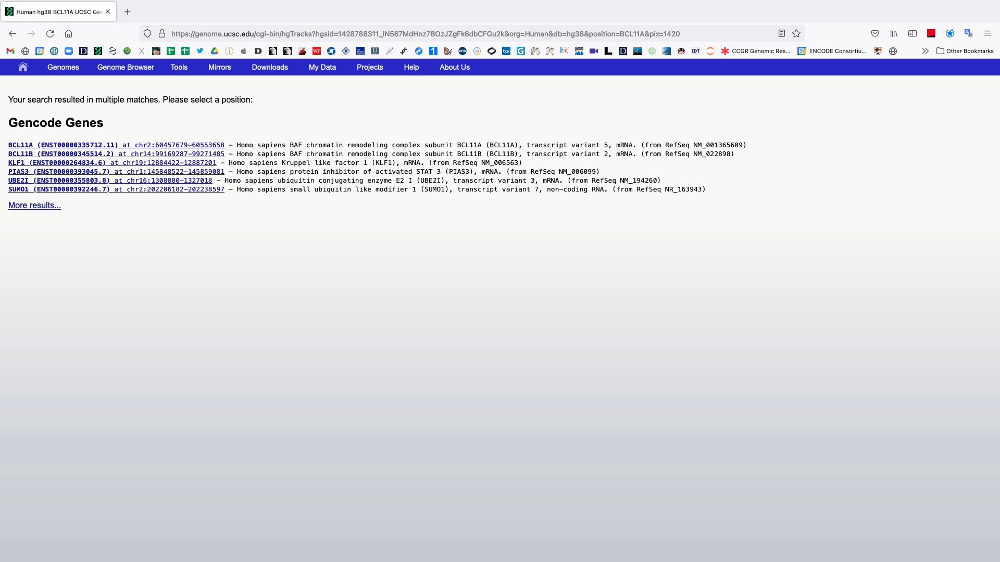 Human hg38 BCL11A UCSC Gen
https://genome.ucsc.edu/cgi-bin/hgTracks?hgsid=1428788311_lN567MdHnz7BOzJZgFk6dbCFGu2k&org=Human&db=hg38&position=BCL11A&pix=1420
CCGR Genomic Res... ENCODE Consortiu... Other Bookmarks
Genomes Genome Browser Tools Mirrors Downloads My Data Projects Help About Us
Your search resulted in multiple matches. Please select a position:
Gencode Genes
BCL11A (ENST00000335712.11) at chr2:60457679-60553658 - Homo sapiens BAF chromatin remodeling complex subunit BCL11A (BCL11A), transcript variant 5, mRNA. (from RefSeq NM_001365609)
BCL11B (ENST00000345514.2) at chr14:99169287-99271485 - Homo sapiens BAF chromatin remodeling complex subunit BCL11B (BCL11B), transcript variant 2, mRNA. (from RefSeq NM_022898)
KLF1 (ENST00000264834.6) at chr19:12884422-12887201 - Homo sapiens Kruppel like factor 1 (KLF1), mRNA. (from RefSeq NM_006563)
PIAS3 (ENST00000393045.7) at chr1:145848522-145859081 - Homo sapiens protein inhibitor of activated STAT 3 (PIAS3), mRNA. (from RefSeq NM_006099)
UBE2I (ENST00000355803.8) at chr16:1308880-1327018 - Homo sapiens ubiquitin conjugating enzyme E2 I (UBE2I), transcript variant 3, mRNA. (from RefSeq NM_194260)
SUMO1 (ENST00000392246.7) at chr2:202206182-202238597 - Homo sapiens small ubiquitin like modifier 1 (SUMO1), transcript variant 7, non-coding RNA. (from RefSeq NR_163943)
More results...